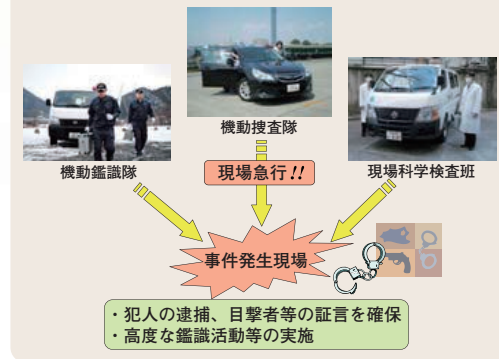 機動捜査隊
機動鑑識隊
現場科学検査班
現場急行!!
事件発生現場
・犯人の逮捕、目撃者等の証言を確保
・高度な鑑識活動等の実施